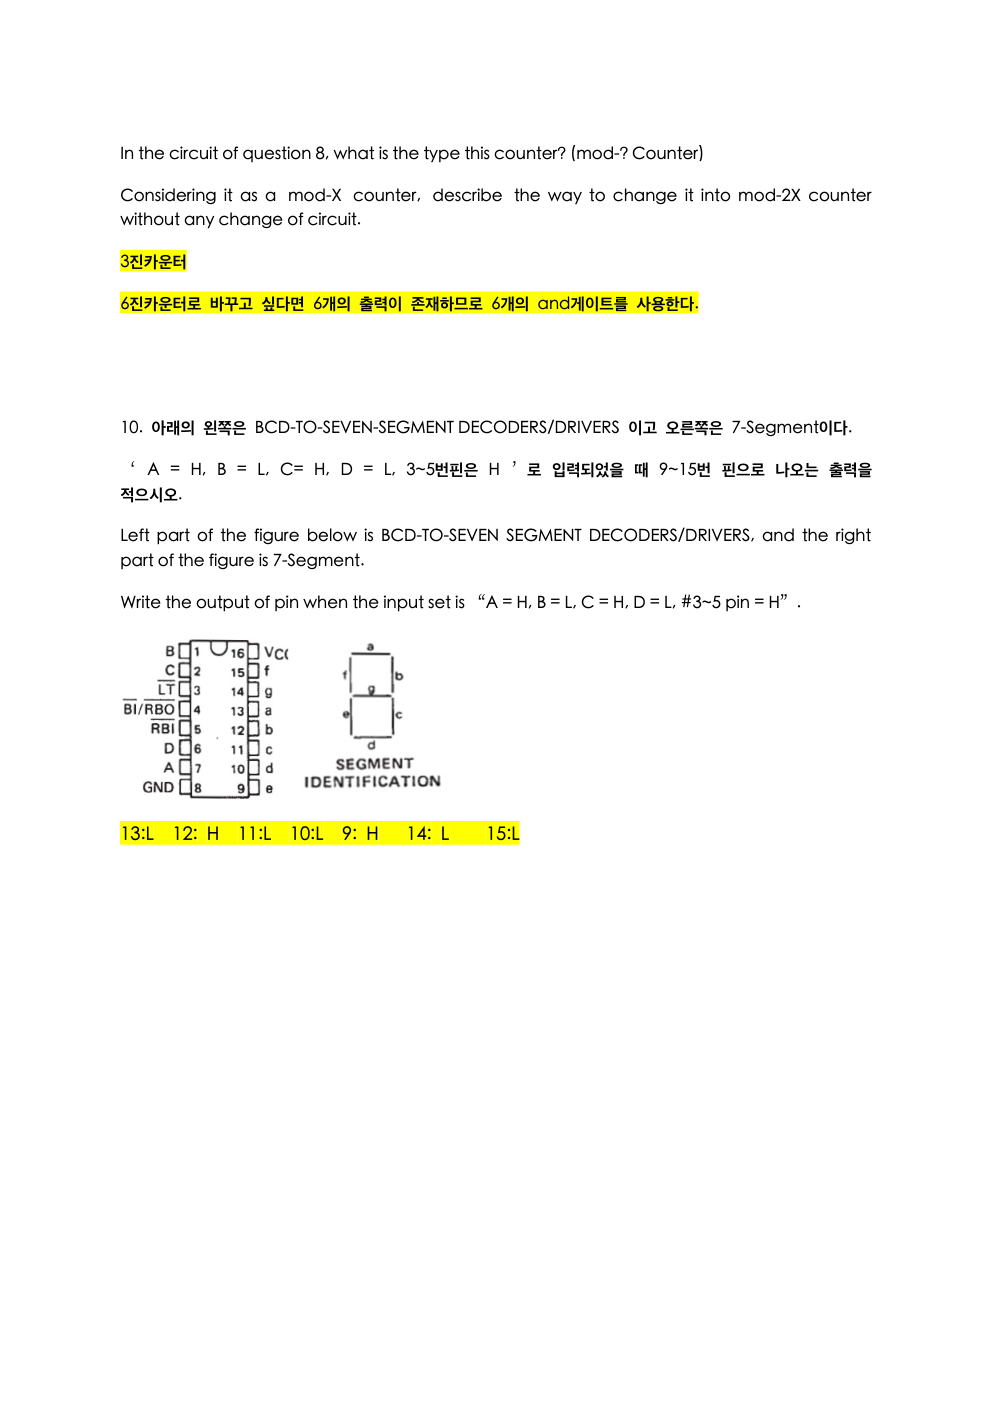 In the circuit of question 8, what is the type this counter? (mod-? Counter)
Considering it as a mod-X counter, describe the way to change it into mod-2X counter
without any change of circuit.
3진카운터
6진카운터로 바꾸고 싶다면 6개의 출력이 존재하므로 6개의 and게이트를 사용한다.
10. 아래의 왼쪽은 BCD-TO-SEVEN-SEGMENT DECODERS/DRIVERS 이고 오른쪽은 7-Segment이다.
‘ A = H, B = L, C= H, D = L, 3~5번핀은 H ’ 로 입력되었을 때 9~15번 핀으로 나오는 출력을
적으시오.
Left part of the figure below is BCD-TO-SEVEN SEGMENT DECODERS/DRIVERS, and the right
part of the figure is 7-Segment.
Write the output of pin when the input set is “A = H, B = L, C = H, D = L, #3~5 pin = H” .
B 1 16 VC(
C 2 15 f
LT 3 14 g
BI/RBO 4 13 a
RBI 5 12 b
D 6 11 c
A 7 10 d
GND 8 9 e
a
f b
g
e c
d
SEGMENT
IDENTIFICATION
13:L 12: H 11:L 10:L 9: H 14: L 15:L